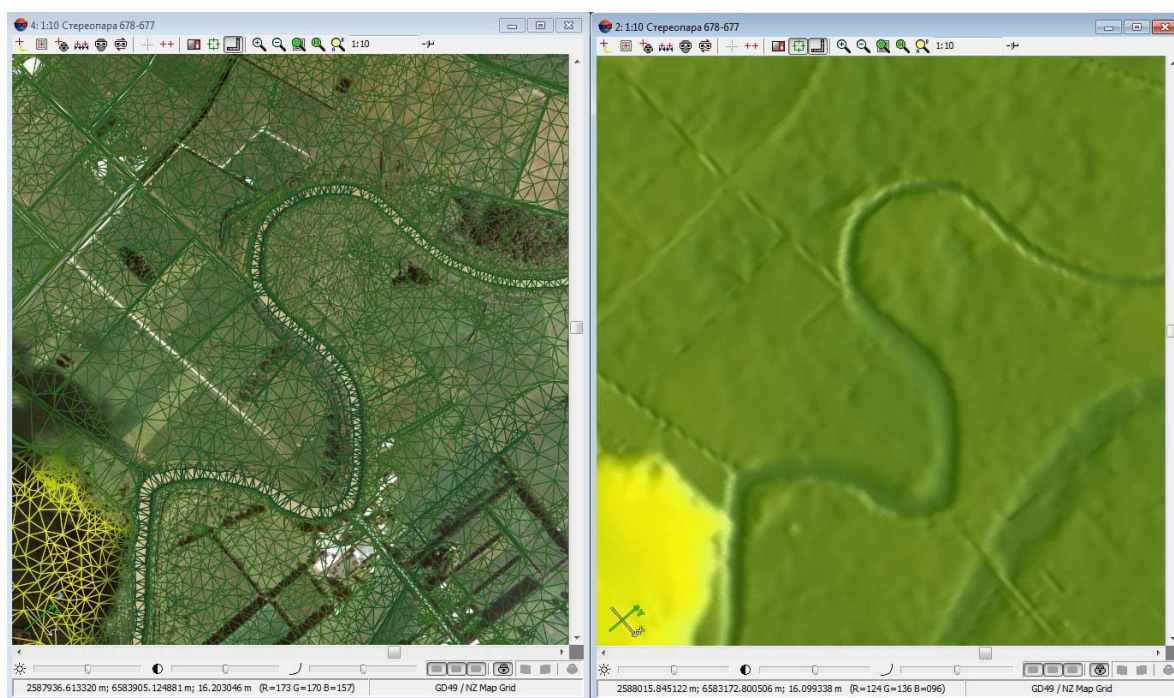 4: 1:10 Стереопара 678-677
1:10
2587936.613320 m; 6583905.124881 m; 16.203046 m (R=173 G=170 B=157)
GD49 / NZ Map Grid
2: 1:10 Стереопара 678-677
1:10
2588015.845122 m; 6583172.800506 m; 16.099338 m (R=124 G=136 B=096)
GD49 / NZ Map Grid